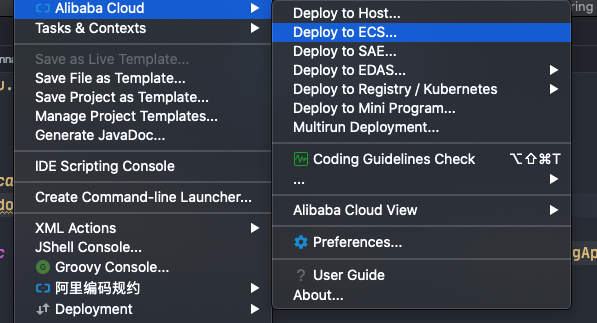 Alibaba Cloud
Tasks & Contexts
Save as Live Template...
Save File as Template...
Save Project as Template...
Manage Project Templates...
Generate JavaDoc...
IDE Scripting Console
Create Command-line Launcher...
XML Actions
JShell Console...
G Groovy Console...
阿里编码规约
Deployment
Deploy to Host...
Deploy to ECS...
Deploy to SAE...
Deploy to EDAS...
Deploy to Registry / Kubernetes
Deploy to Mini Program...
Multirun Deployment...
Coding Guidelines Check ⌥⇧⌘T
...
Alibaba Cloud View
Preferences...
? User Guide
About...
ring
gAp